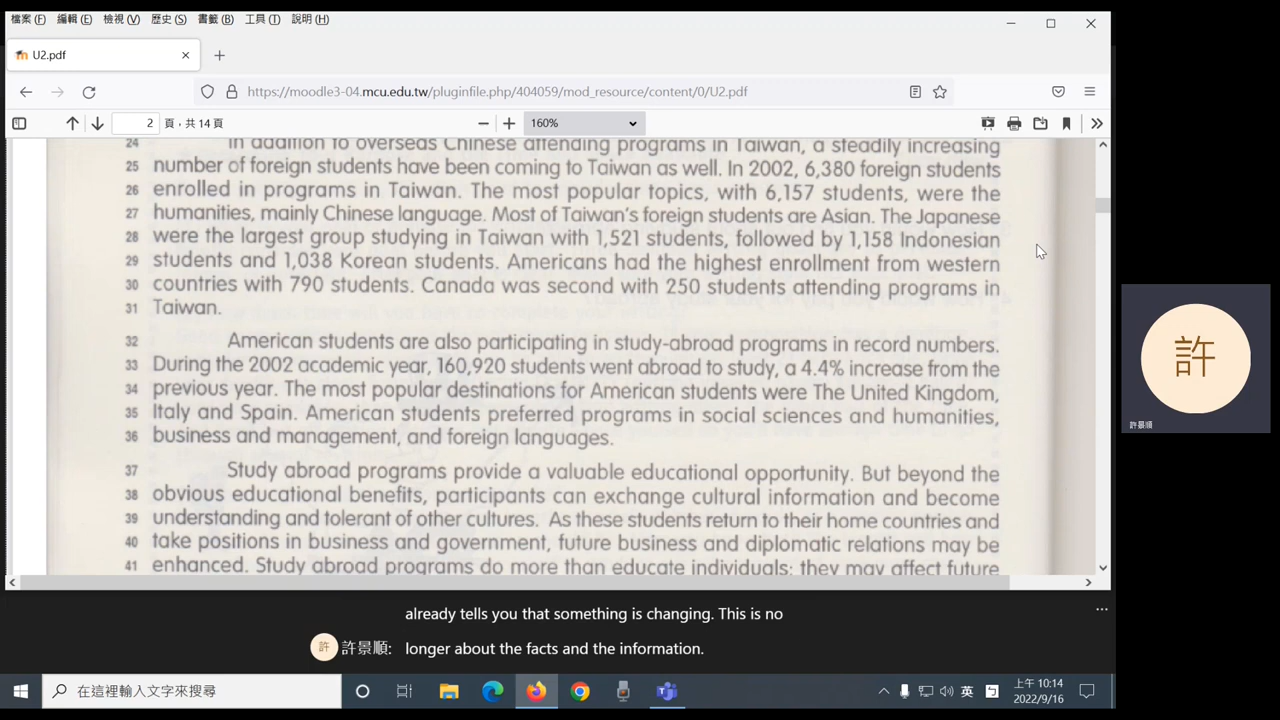 檔案 (F) 編輯 (E) 檢視 (V) 歷史 (S) 書籤 (B) 工具 (T) 說明 (H)
U2.pdf
https://moodle3-04.mcu.edu.tw/pluginfile.php/404059/mod_resource/content/0/U2.pdf
2 頁，共 14 頁 160%
24 In addition to overseas Chinese attending programs in Taiwan, a steadily increasing
25 number of foreign students have been coming to Taiwan as well. In 2002, 6,380 foreign students
26 enrolled in programs in Taiwan. The most popular topics, with 6,157 students, were the
27 humanities, mainly Chinese language. Most of Taiwan's foreign students are Asian. The Japanese
28 were the largest group studying in Taiwan with 1,521 students, followed by 1,158 Indonesian
29 students and 1,038 Korean students. Americans had the highest enrollment from western
30 countries with 790 students. Canada was second with 250 students attending programs in
31 Taiwan.
32 American students are also participating in study-abroad programs in record numbers.
33 During the 2002 academic year, 160,920 students went abroad to study, a 4.4% increase from the
34 previous year. The most popular destinations for American students were The United Kingdom,
35 Italy and Spain. American students preferred programs in social sciences and humanities,
36 business and management, and foreign languages.
37 Study abroad programs provide a valuable educational opportunity. But beyond the
38 obvious educational benefits, participants can exchange cultural information and become
39 understanding and tolerant of other cultures. As these students return to their home countries and
40 take positions in business and government, future business and diplomatic relations may be
41 enhanced. Study abroad programs do more than educate individuals; they may affect future
許
許景順
already tells you that something is changing. This is no
許 許景順: longer about the facts and the information.
在這裡輸入文字來搜尋
英
上午 10:14
2022/9/16